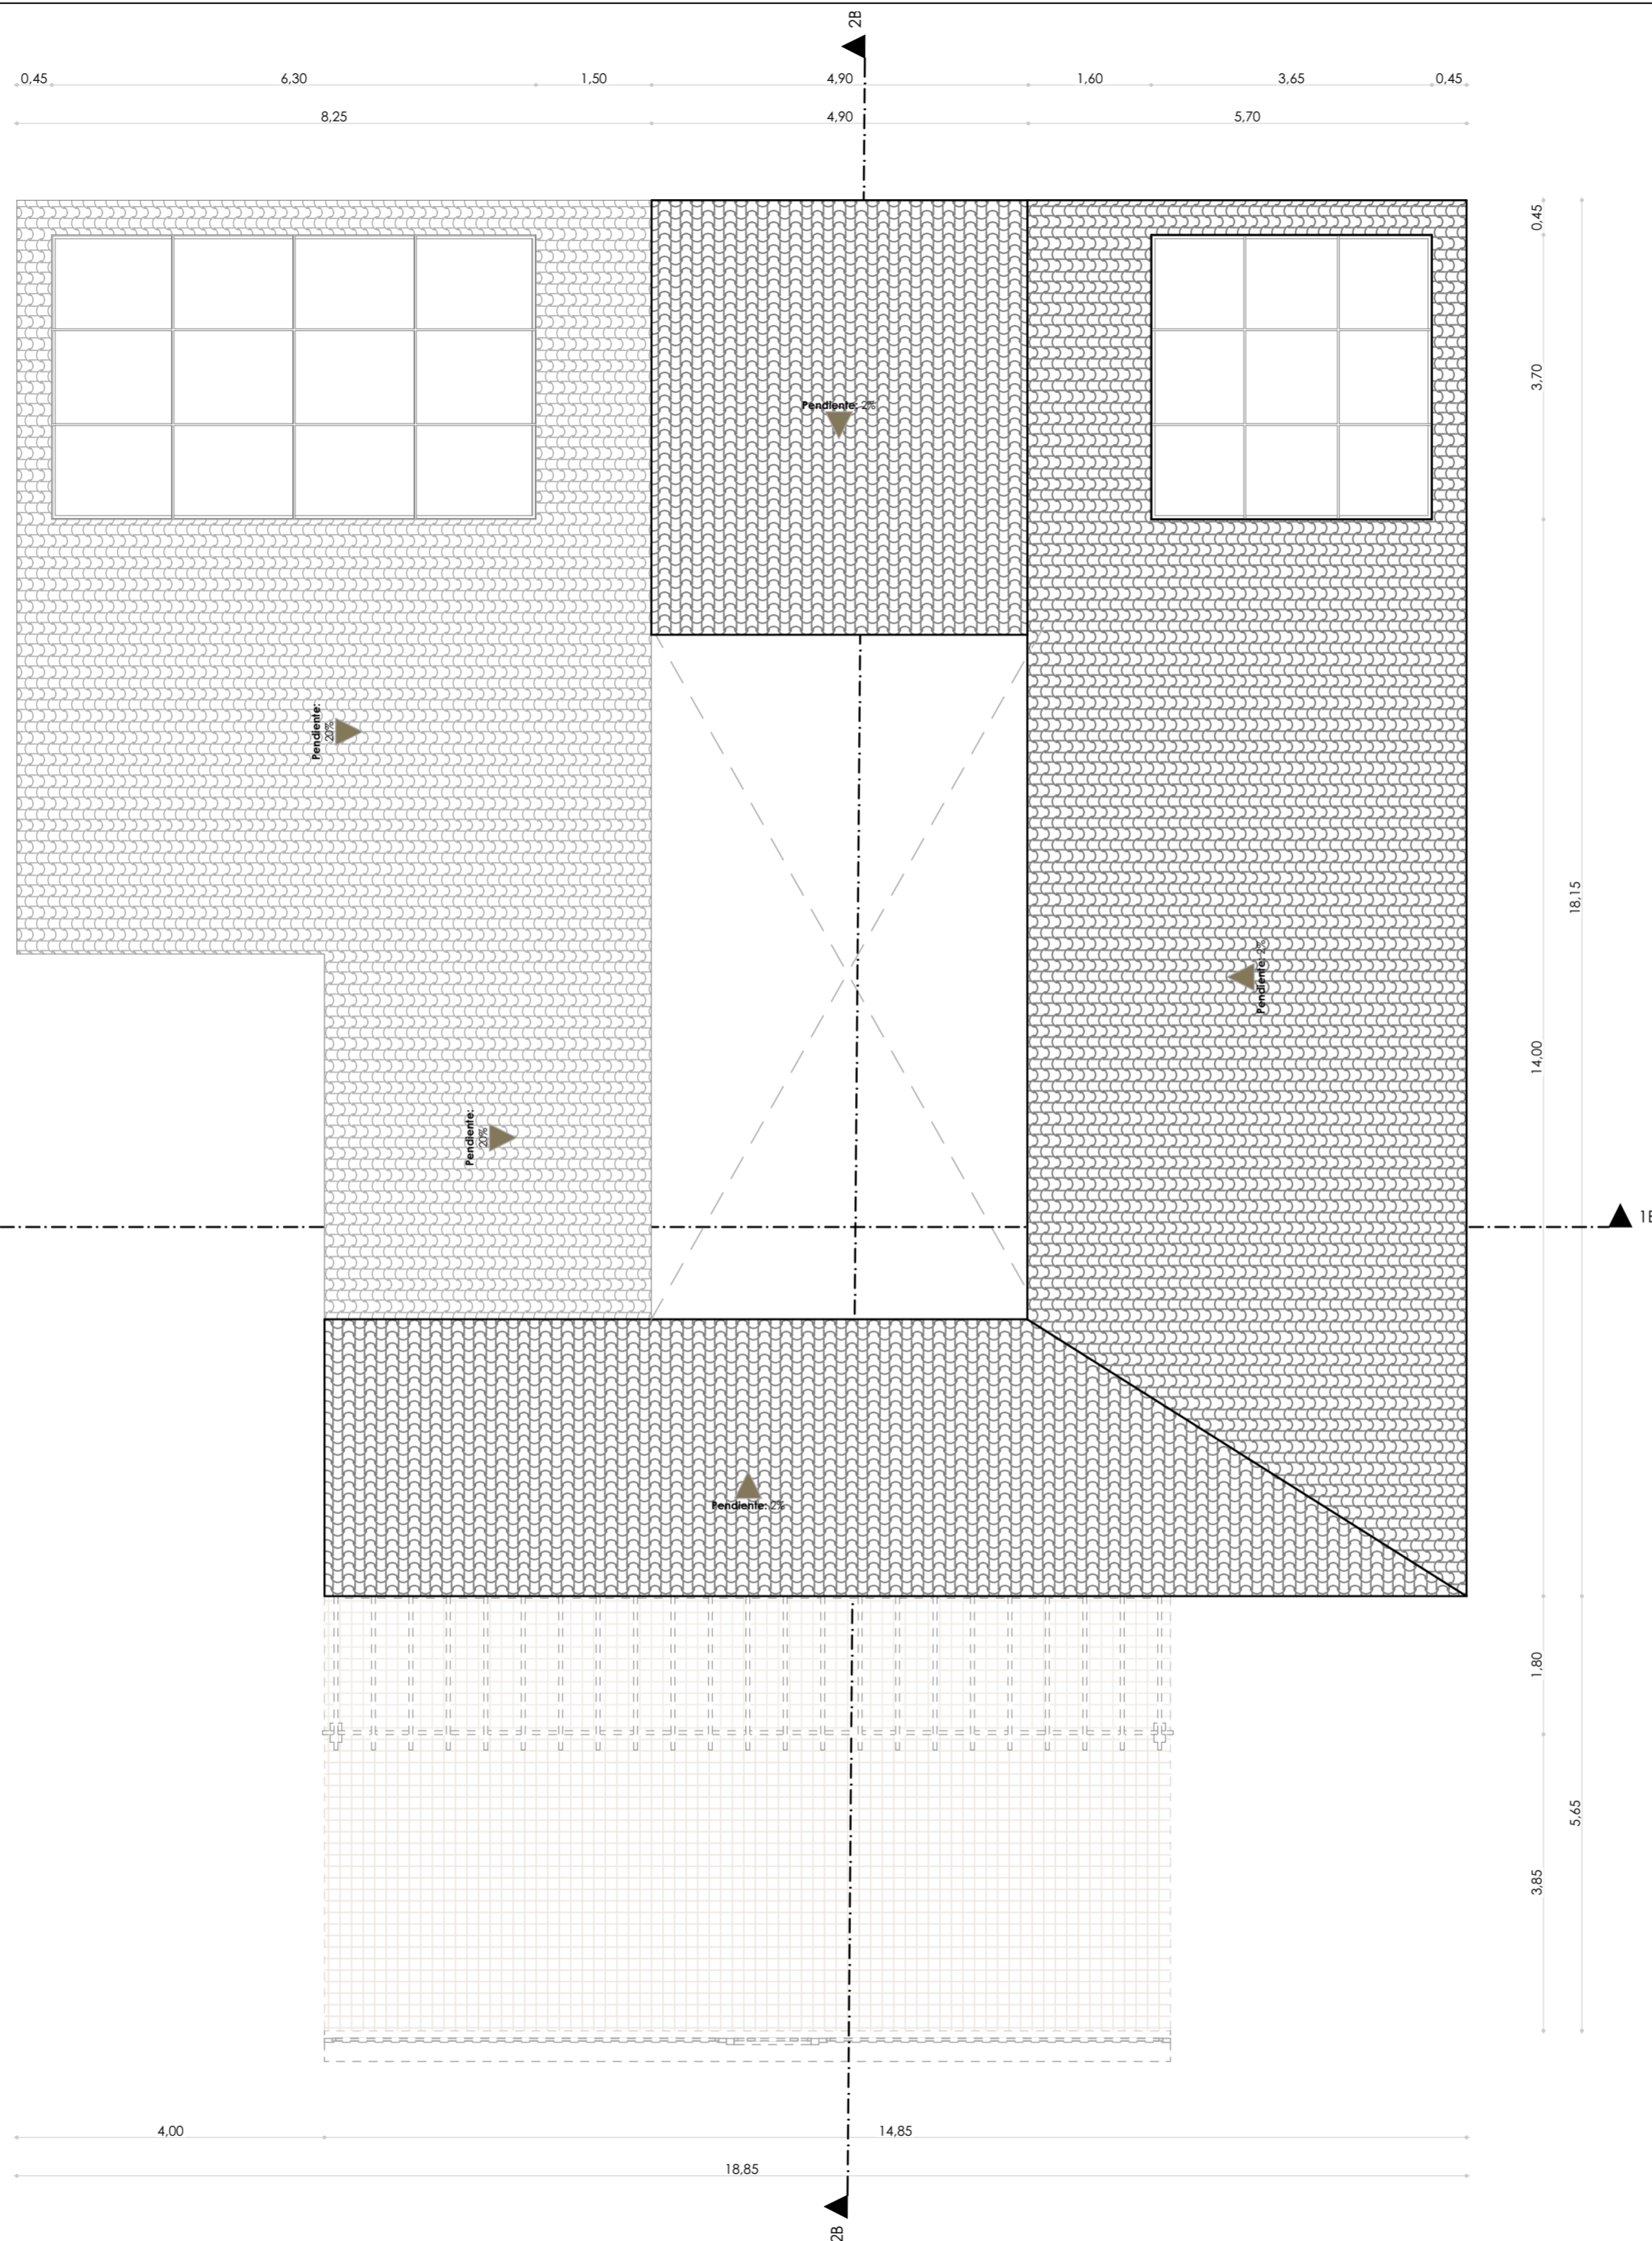 2B
0,45
6,30
1,50
4,90
1,60
3,65
0,45
8,25
4,90
5,70
0,45
3,70
Pendiente: 2%
Pendiente:
20%
18,15
Pendiente: 2%
14,00
Pendiente:
20%
1B
Pendiente: 2%
1,80
5,65
3,85
4,00
14,85
18,85
2B